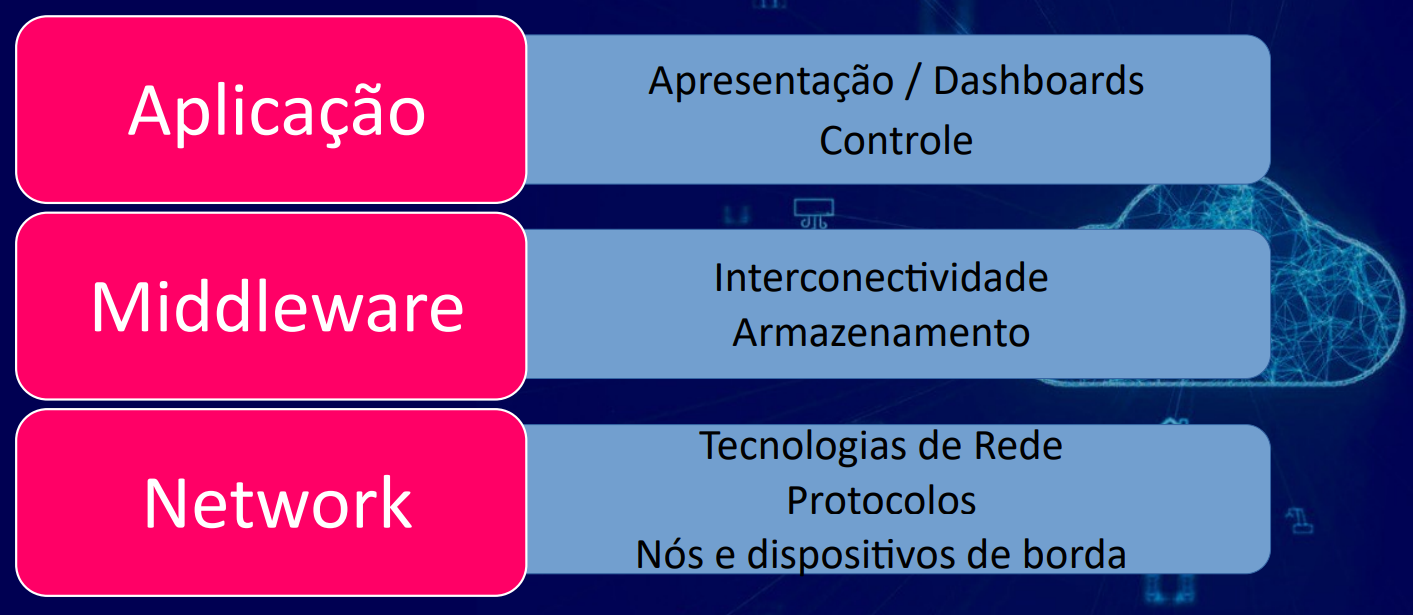 Aplicação
Apresentação / Dashboards
Controle
Middleware
Interconectividade
Armazenamento
Network
Tecnologias de Rede
Protocolos
Nós e dispositivos de borda